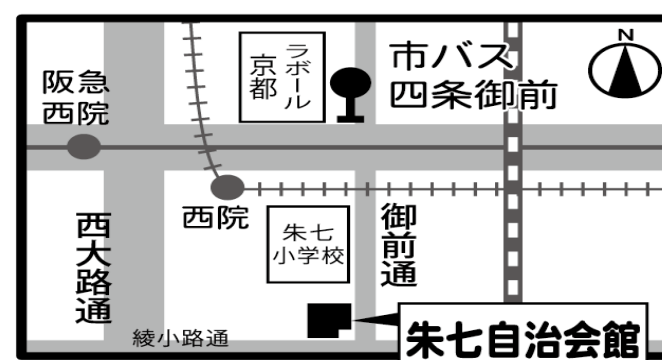 阪急
西院
ラボール
京都
市バス
四条御前
N
西院
西大路通
朱七
小学校
御前通
綾小路通
朱七自治会館